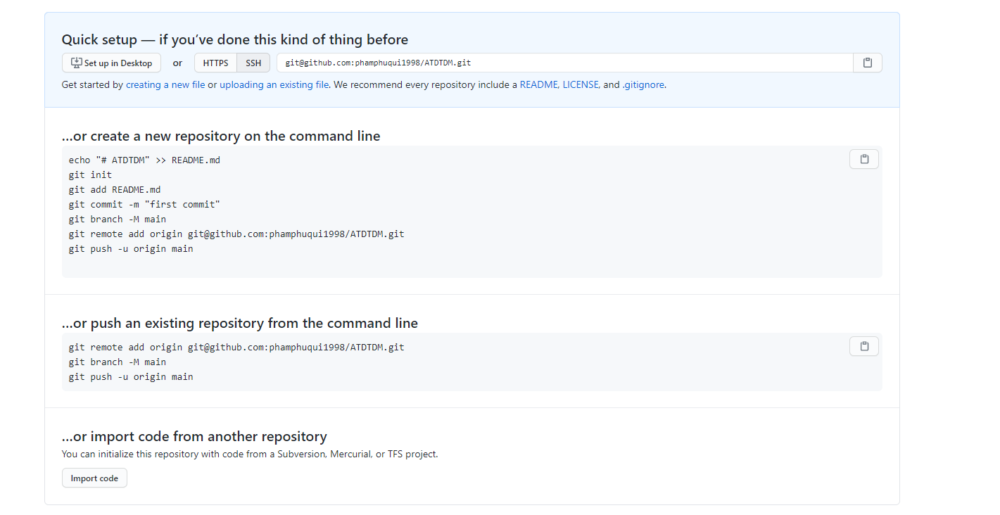 Quick setup — if you've done this kind of thing before
Set up in Desktop or HTTPS SSH git@github.com:phamphuqui1998/ATDTDM.git
Get started by creating a new file or uploading an existing file. We recommend every repository include a README, LICENSE, and .gitignore.
…or create a new repository on the command line
echo "# ATDTDM" >> README.md
git init
git add README.md
git commit -m "first commit"
git branch -M main
git remote add origin git@github.com:phamphuqui1998/ATDTDM.git
git push -u origin main
…or push an existing repository from the command line
git remote add origin git@github.com:phamphuqui1998/ATDTDM.git
git branch -M main
git push -u origin main
…or import code from another repository
You can initialize this repository with code from a Subversion, Mercurial, or TFS project.
Import code